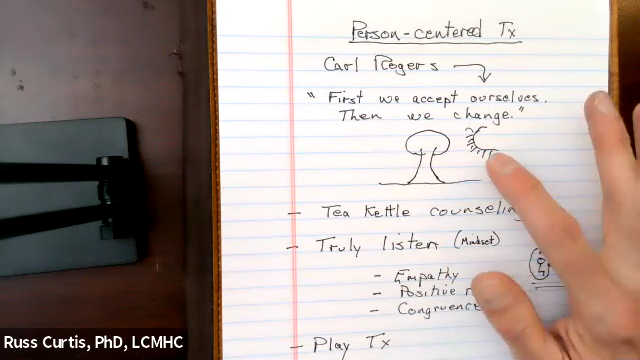 Person-centered Tx
Carl Rogers
" First we accept ourselves.
Then we change."
- Tea Kettle counseling
- Truly listen (Mindset)
- Empathy
- Positive
- Congruence
- Play Tx
Russ Curtis, PhD, LCMHC